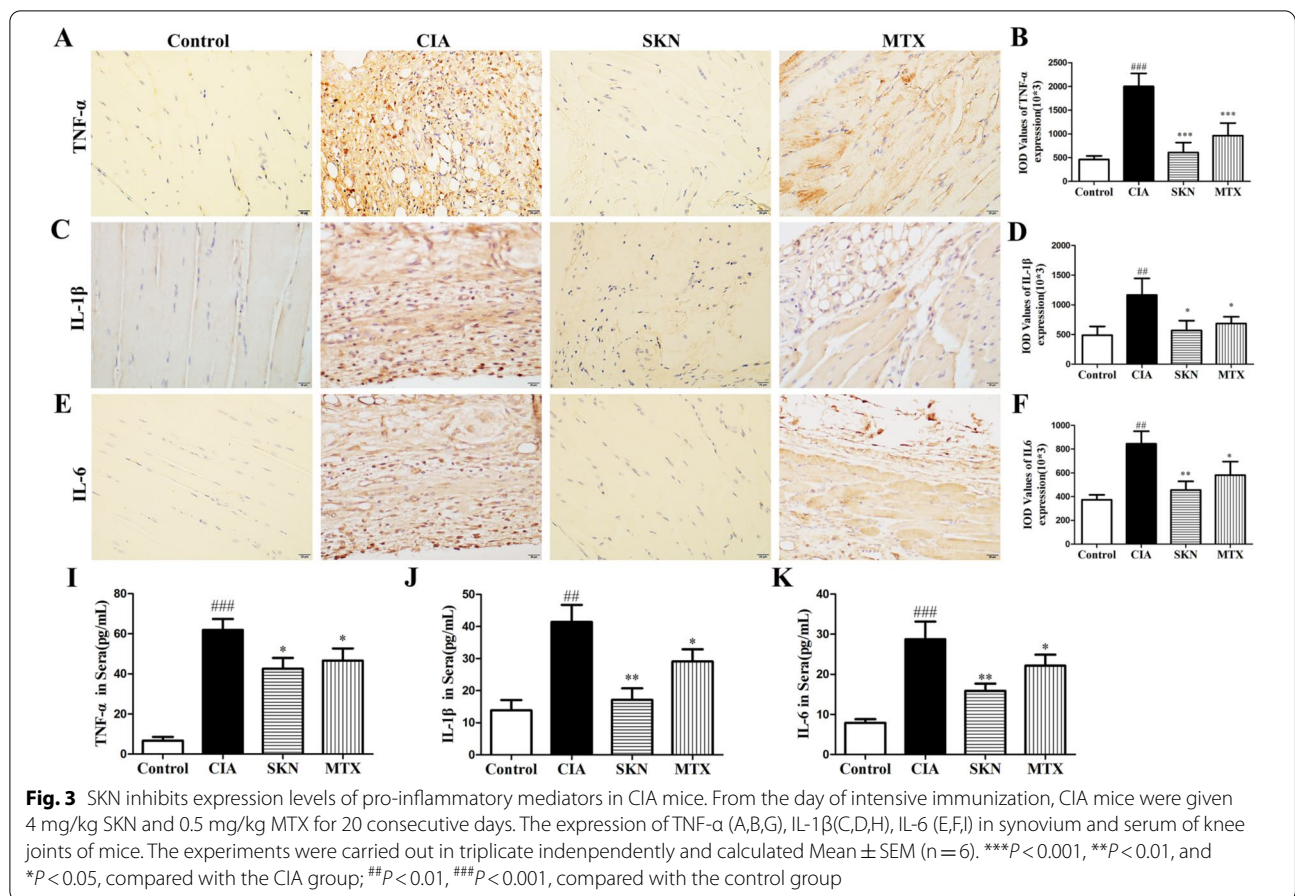 A
Control
CIA
SKN
MTX
TNF-α
B
IOD Values of TNF-α
expression(10*3)
2500
2000
1500
1000
500
0
###
***
***
Control
CIA
SKN
MTX
C
IL-1β
D
IOD Values of IL-1β
expression(10*3)
2000
1500
1000
500
0
##
*
*
Control
CIA
SKN
MTX
E
IL-6
F
IOD Values of IL6
expression(10*3)
1000
800
600
400
200
0
##
**
*
Control
CIA
SKN
MTX
I
TNF-α in Sera(pg/mL)
80
60
40
20
0
###
*
*
Control
CIA
SKN
MTX
J
IL-1β in Sera(pg/mL)
50
40
30
20
10
0
##
**
*
Control
CIA
SKN
MTX
K
IL-6 in Sera(pg/mL)
40
30
20
10
0
###
**
*
Control
CIA
SKN
MTX
Fig. 3 SKN inhibits expression levels of pro-inflammatory mediators in CIA mice. From the day of intensive immunization, CIA mice were given
4 mg/kg SKN and 0.5 mg/kg MTX for 20 consecutive days. The expression of TNF-α (A,B,G), IL-1β(C,D,H), IL-6 (E,F,I) in synovium and serum of knee
joints of mice. The experiments were carried out in triplicate indenpendently and calculated Mean ± SEM (n = 6). ***P < 0.001, **P < 0.01, and
*P < 0.05, compared with the CIA group; ##P < 0.01, ###P < 0.001, compared with the control group